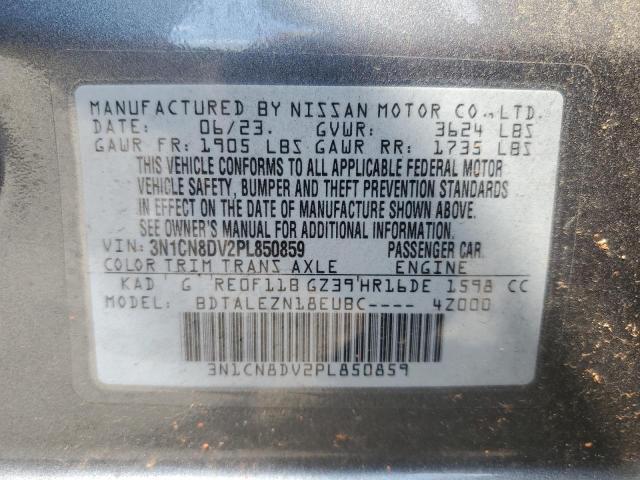 MANUFACTURED BY NISSAN MOTOR CO., LTD.
DATE: 06/23. GVWR: 3624 LBS
GAWR FR: 1905 LBS GAWR RR: 1735 LBS
THIS VEHICLE CONFORMS TO ALL APPLICABLE FEDERAL MOTOR
VEHICLE SAFETY, BUMPER AND THEFT PREVENTION STANDARDS
IN EFFECT ON THE DATE OF MANUFACTURE SHOWN ABOVE.
SEE OWNER'S MANUAL FOR ADDITIONAL INFORMATION.
VIN: 3N1CN8DV2PL850859 PASSENGER CAR
COLOR TRIM TRANS AXLE ENGINE
KAD G RE0F11B GZ39 HR16DE 1598 CC
MODEL: BDTALEZN18EUBC---- 4Z000
3N1CN8DV2PL850859